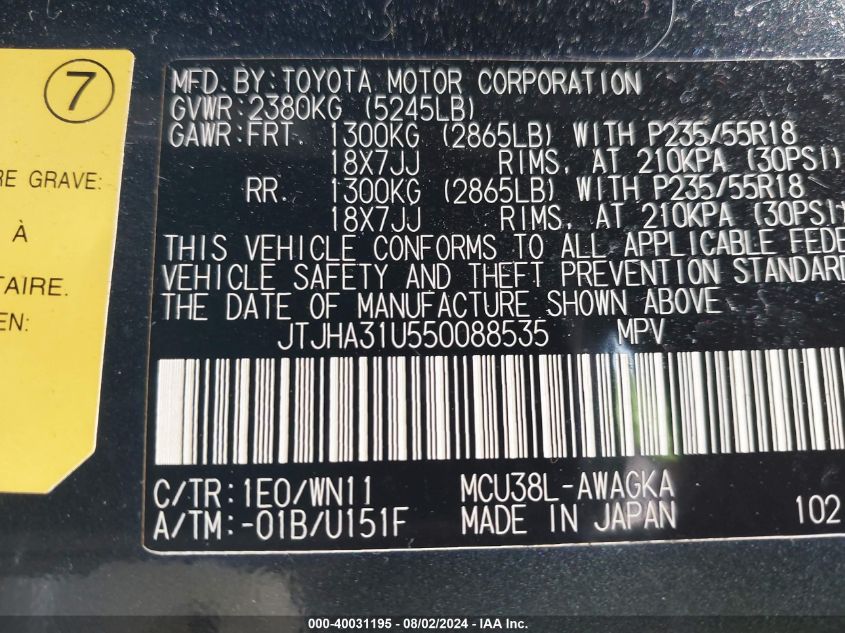 7
RE GRAVE:
À
TAIRE.
EN:
MFD. BY: TOYOTA MOTOR CORPORATION
GVWR: 2380KG (5245LB)
GAWR: FRT. 1300KG (2865LB) WITH P235/55R18
18X7JJ RIMS, AT 210KPA (30PSI)
RR. 1300KG (2865LB) WITH P235/55R18
18X7JJ RIMS, AT 210KPA (30PSI)
THIS VEHICLE CONFORMS TO ALL APPLICABLE FEDE
VEHICLE SAFETY AND THEFT PREVENTION STANDARD
THE DATE OF MANUFACTURE SHOWN ABOVE.
JTJHA31U550088535 MPV
C/TR: 1E0/WN11 MCU38L-AWAGKA
A/TM: -01B/U151F MADE IN JAPAN 102
000-40031195 - 08/02/2024 - IAA Inc.